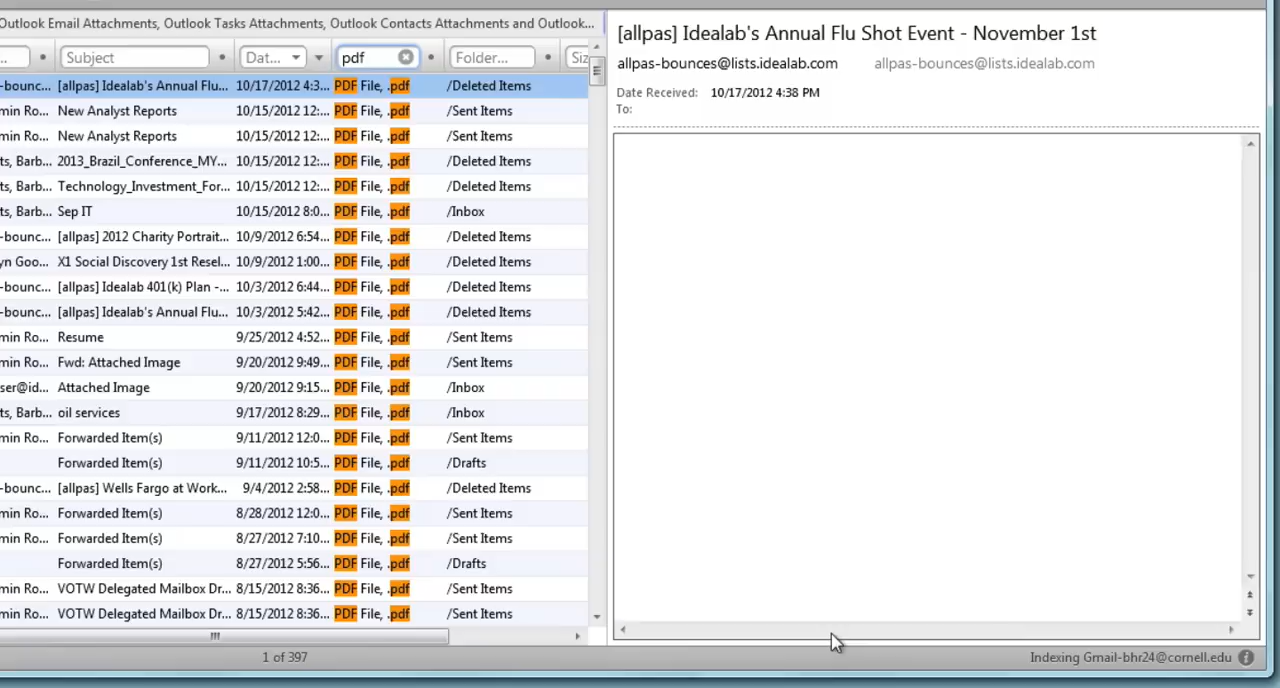 Outlook Email Attachments, Outlook Tasks Attachments, Outlook Contacts Attachments and Outlook...
... Subject Dat... pdf Folder... Siz
-bounc... [allpas] Idealab's Annual Flu... 10/17/2012 4:3... PDF File, .pdf /Deleted Items
min Ro... New Analyst Reports 10/15/2012 12:... PDF File, .pdf /Sent Items
min Ro... New Analyst Reports 10/15/2012 12:... PDF File, .pdf /Sent Items
ts, Barb... 2013_Brazil_Conference_MY... 10/15/2012 12:... PDF File, .pdf /Deleted Items
ts, Barb... Technology_Investment_For... 10/15/2012 12:... PDF File, .pdf /Deleted Items
ts, Barb... Sep IT 10/15/2012 8:0... PDF File, .pdf /Inbox
-bounc... [allpas] 2012 Charity Portrait... 10/9/2012 6:54... PDF File, .pdf /Deleted Items
yn Goo... X1 Social Discovery 1st Resel... 10/9/2012 1:00... PDF File, .pdf /Deleted Items
-bounc... [allpas] Idealab 401(k) Plan -... 10/3/2012 6:44... PDF File, .pdf /Deleted Items
-bounc... [allpas] Idealab's Annual Flu... 10/3/2012 5:42... PDF File, .pdf /Deleted Items
min Ro... Resume 9/25/2012 4:52... PDF File, .pdf /Sent Items
min Ro... Fwd: Attached Image 9/20/2012 9:49... PDF File, .pdf /Sent Items
ser@id... Attached Image 9/20/2012 9:15... PDF File, .pdf /Inbox
ts, Barb... oil services 9/17/2012 8:29... PDF File, .pdf /Inbox
min Ro... Forwarded Item(s) 9/11/2012 12:0... PDF File, .pdf /Sent Items
Forwarded Item(s) 9/11/2012 10:5... PDF File, .pdf /Drafts
-bounc... [allpas] Wells Fargo at Work... 9/4/2012 2:58... PDF File, .pdf /Deleted Items
min Ro... Forwarded Item(s) 8/28/2012 12:0... PDF File, .pdf /Sent Items
min Ro... Forwarded Item(s) 8/27/2012 7:10... PDF File, .pdf /Sent Items
Forwarded Item(s) 8/27/2012 5:56... PDF File, .pdf /Drafts
min Ro... VOTW Delegated Mailbox Dr... 8/15/2012 8:36... PDF File, .pdf /Sent Items
min Ro... VOTW Delegated Mailbox Dr... 8/15/2012 8:36... PDF File, .pdf /Sent Items
1 of 397
[allpas] Idealab's Annual Flu Shot Event - November 1st
allpas-bounces@lists.idealab.com allpas-bounces@lists.idealab.com
Date Received: 10/17/2012 4:38 PM
To:
Indexing Gmail-bhr24@cornell.edu